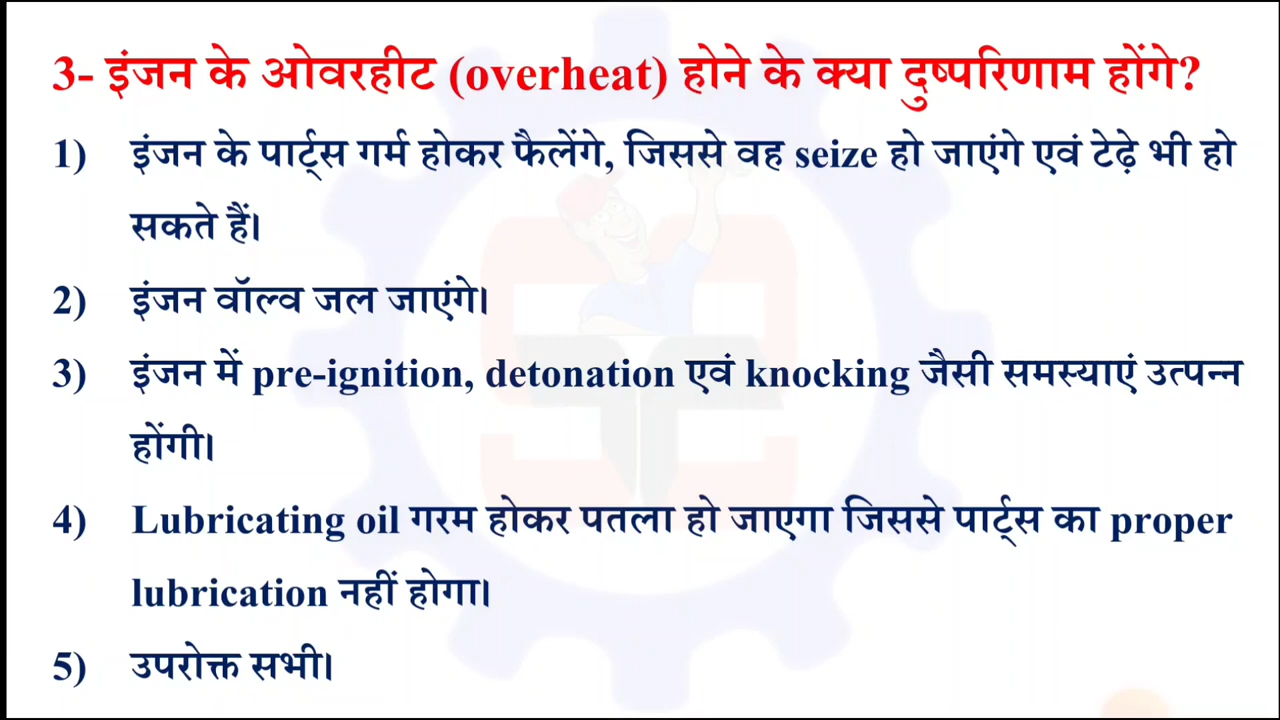 3- इंजन के ओवरहीट (overheat) होने के क्या दुष्परिणाम होंगे?
1) इंजन के पार्ट्स गर्म होकर फैलेंगे, जिससे वह seize हो जाएंगे एवं टेढ़े भी हो
सकते हैं।
2) इंजन वॉल्व जल जाएंगे।
3) इंजन में pre-ignition, detonation एवं knocking जैसी समस्याएं उत्पन्न
होंगी।
4) Lubricating oil गरम होकर पतला हो जाएगा जिससे पार्ट्स का proper
lubrication नहीं होगा।
5) उपरोक्त सभी।